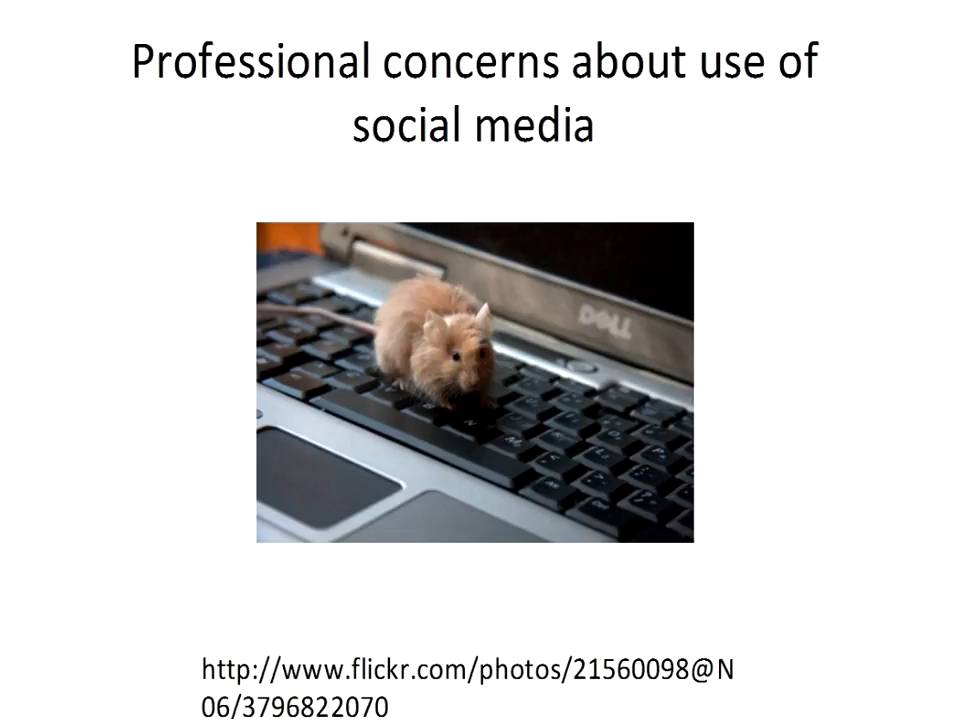 Professional concerns about use of
social media
DELL
http://www.flickr.com/photos/21560098@N
06/3796822070